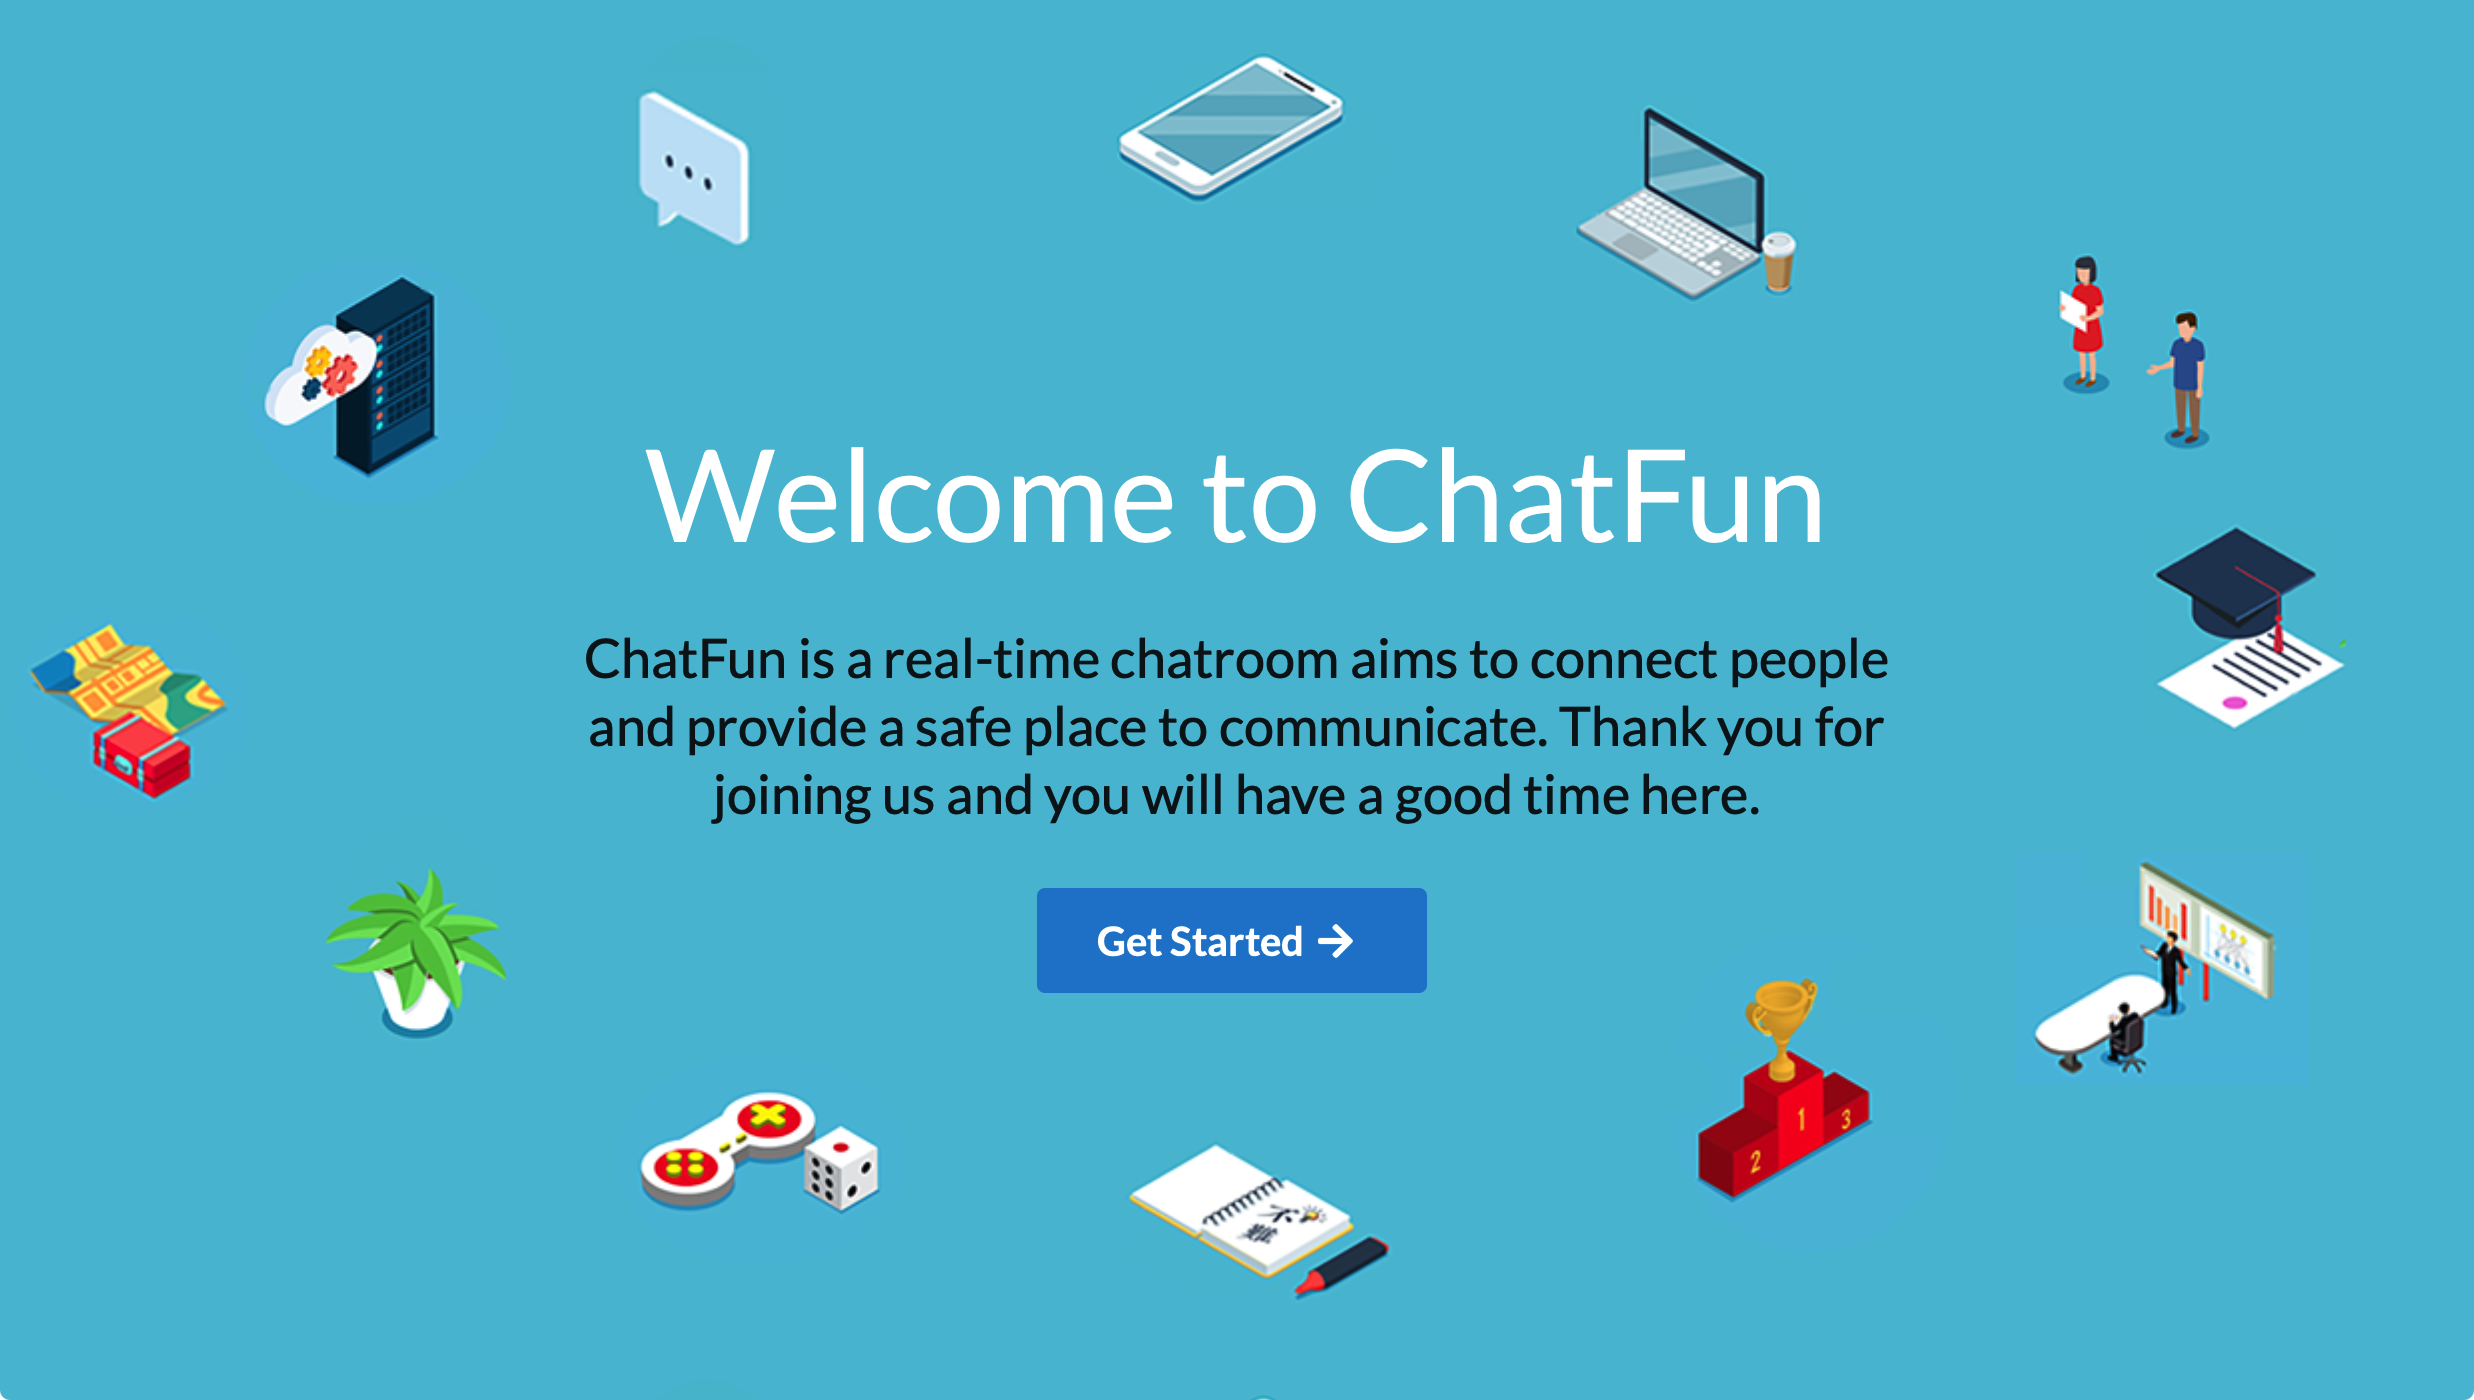 Welcome to ChatFun
ChatFun is a real-time chatroom aims to connect people
and provide a safe place to communicate. Thank you for
joining us and you will have a good time here.
Get Started
1
2
3